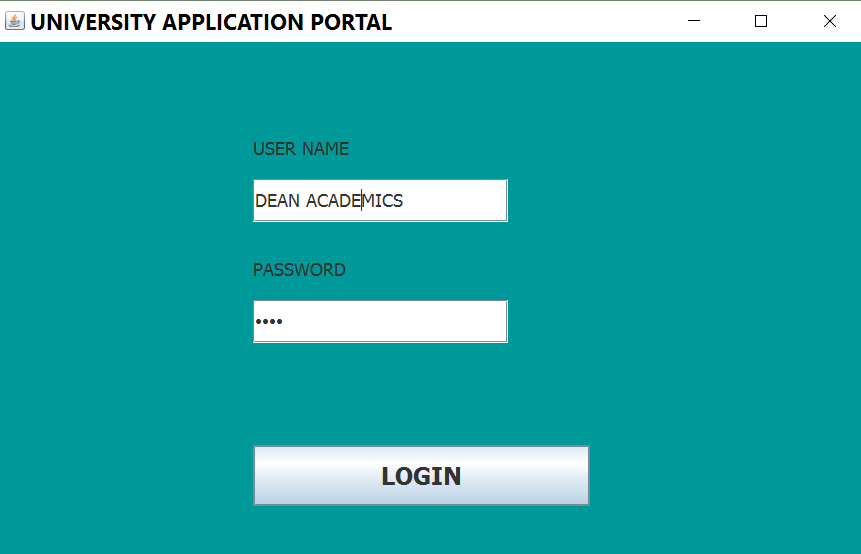 UNIVERSITY APPLICATION PORTAL
USER NAME
DEAN ACADEMICS
PASSWORD
••••
LOGIN